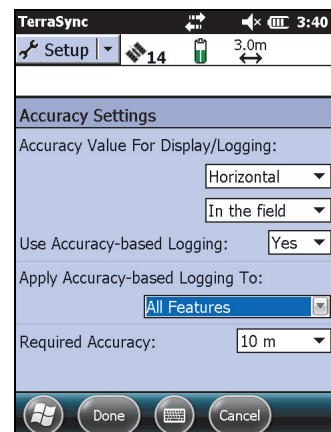 TerraSync 3:40
Setup 14 3.0m
Accuracy Settings
Accuracy Value For Display/Logging:
Horizontal
In the field
Use Accuracy-based Logging: Yes
Apply Accuracy-based Logging To:
All Features
Required Accuracy: 10 m
Done Cancel